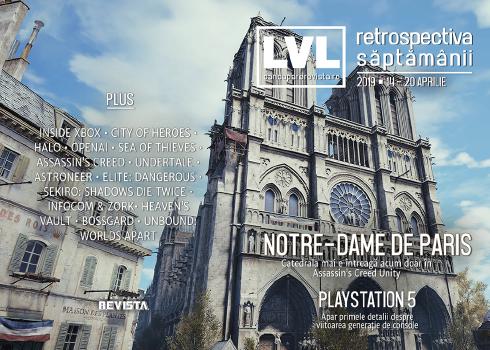 LVL
retrospectiva
săptămânii
2019 • 14 – 20 APRILIE
PLUS
INSIDE XBOX • CITY OF HEROES •
HALO • OPENAI • SEA OF THIEVES •
ASSASSIN'S CREED • UNDERTALE •
ASTRONEER • ELITE: DANGEROUS •
SEKIRO: SHADOWS DIE TWICE •
INFOCOM & ZORK• HEAVEN'S
VAULT • BOSSGARD • UNBOUND:
WORLDS APART
NOTRE-DAME DE PARIS
Catedrala mai e întreagă acum doar în
Assassin's Creed Unity
PLAYSTATION 5
Apar primele detalii despre
viitoarea generație de console
REVISTA
MAISON DES PLANTES